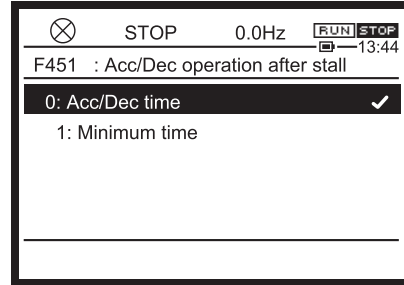 STOP 0.0Hz RUN STOP
13:44
F451 : Acc/Dec operation after stall
0: Acc/Dec time
1: Minimum time